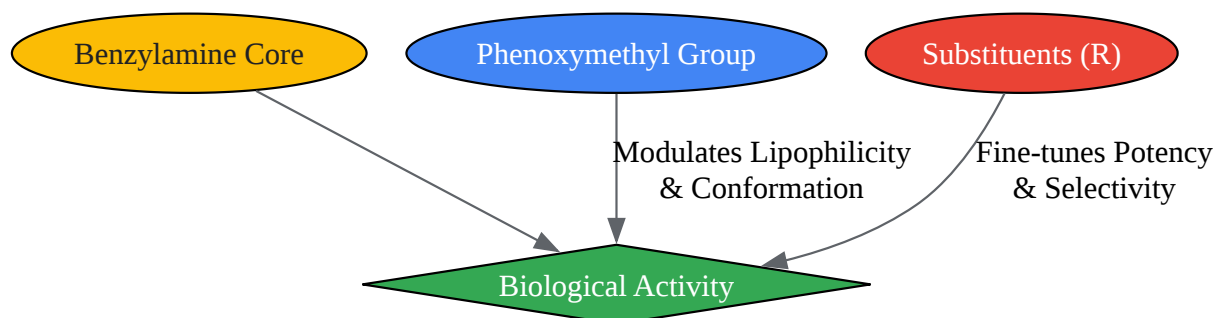 Benzylamine Core
Phenoxymethyl Group
Substituents (R)
Modulates Lipophilicity
& Conformation
Fine-tunes Potency
& Selectivity
Biological Activity